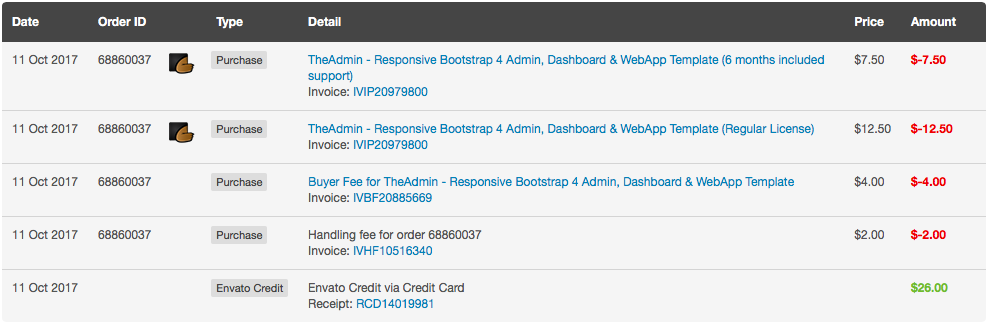 Date Order ID Type Detail Price Amount
11 Oct 2017 68860037 Purchase TheAdmin - Responsive Bootstrap 4 Admin, Dashboard & WebApp Template (6 months included $7.50 $-7.50
support)
Invoice: IVIP20979800
11 Oct 2017 68860037 Purchase TheAdmin - Responsive Bootstrap 4 Admin, Dashboard & WebApp Template (Regular License) $12.50 $-12.50
Invoice: IVIP20979800
11 Oct 2017 68860037 Purchase Buyer Fee for TheAdmin - Responsive Bootstrap 4 Admin, Dashboard & WebApp Template $4.00 $-4.00
Invoice: IVBF20885669
11 Oct 2017 68860037 Purchase Handling fee for order 68860037 $2.00 $-2.00
Invoice: IVHF10516340
11 Oct 2017 Envato Credit Envato Credit via Credit Card $26.00
Receipt: RCD14019981